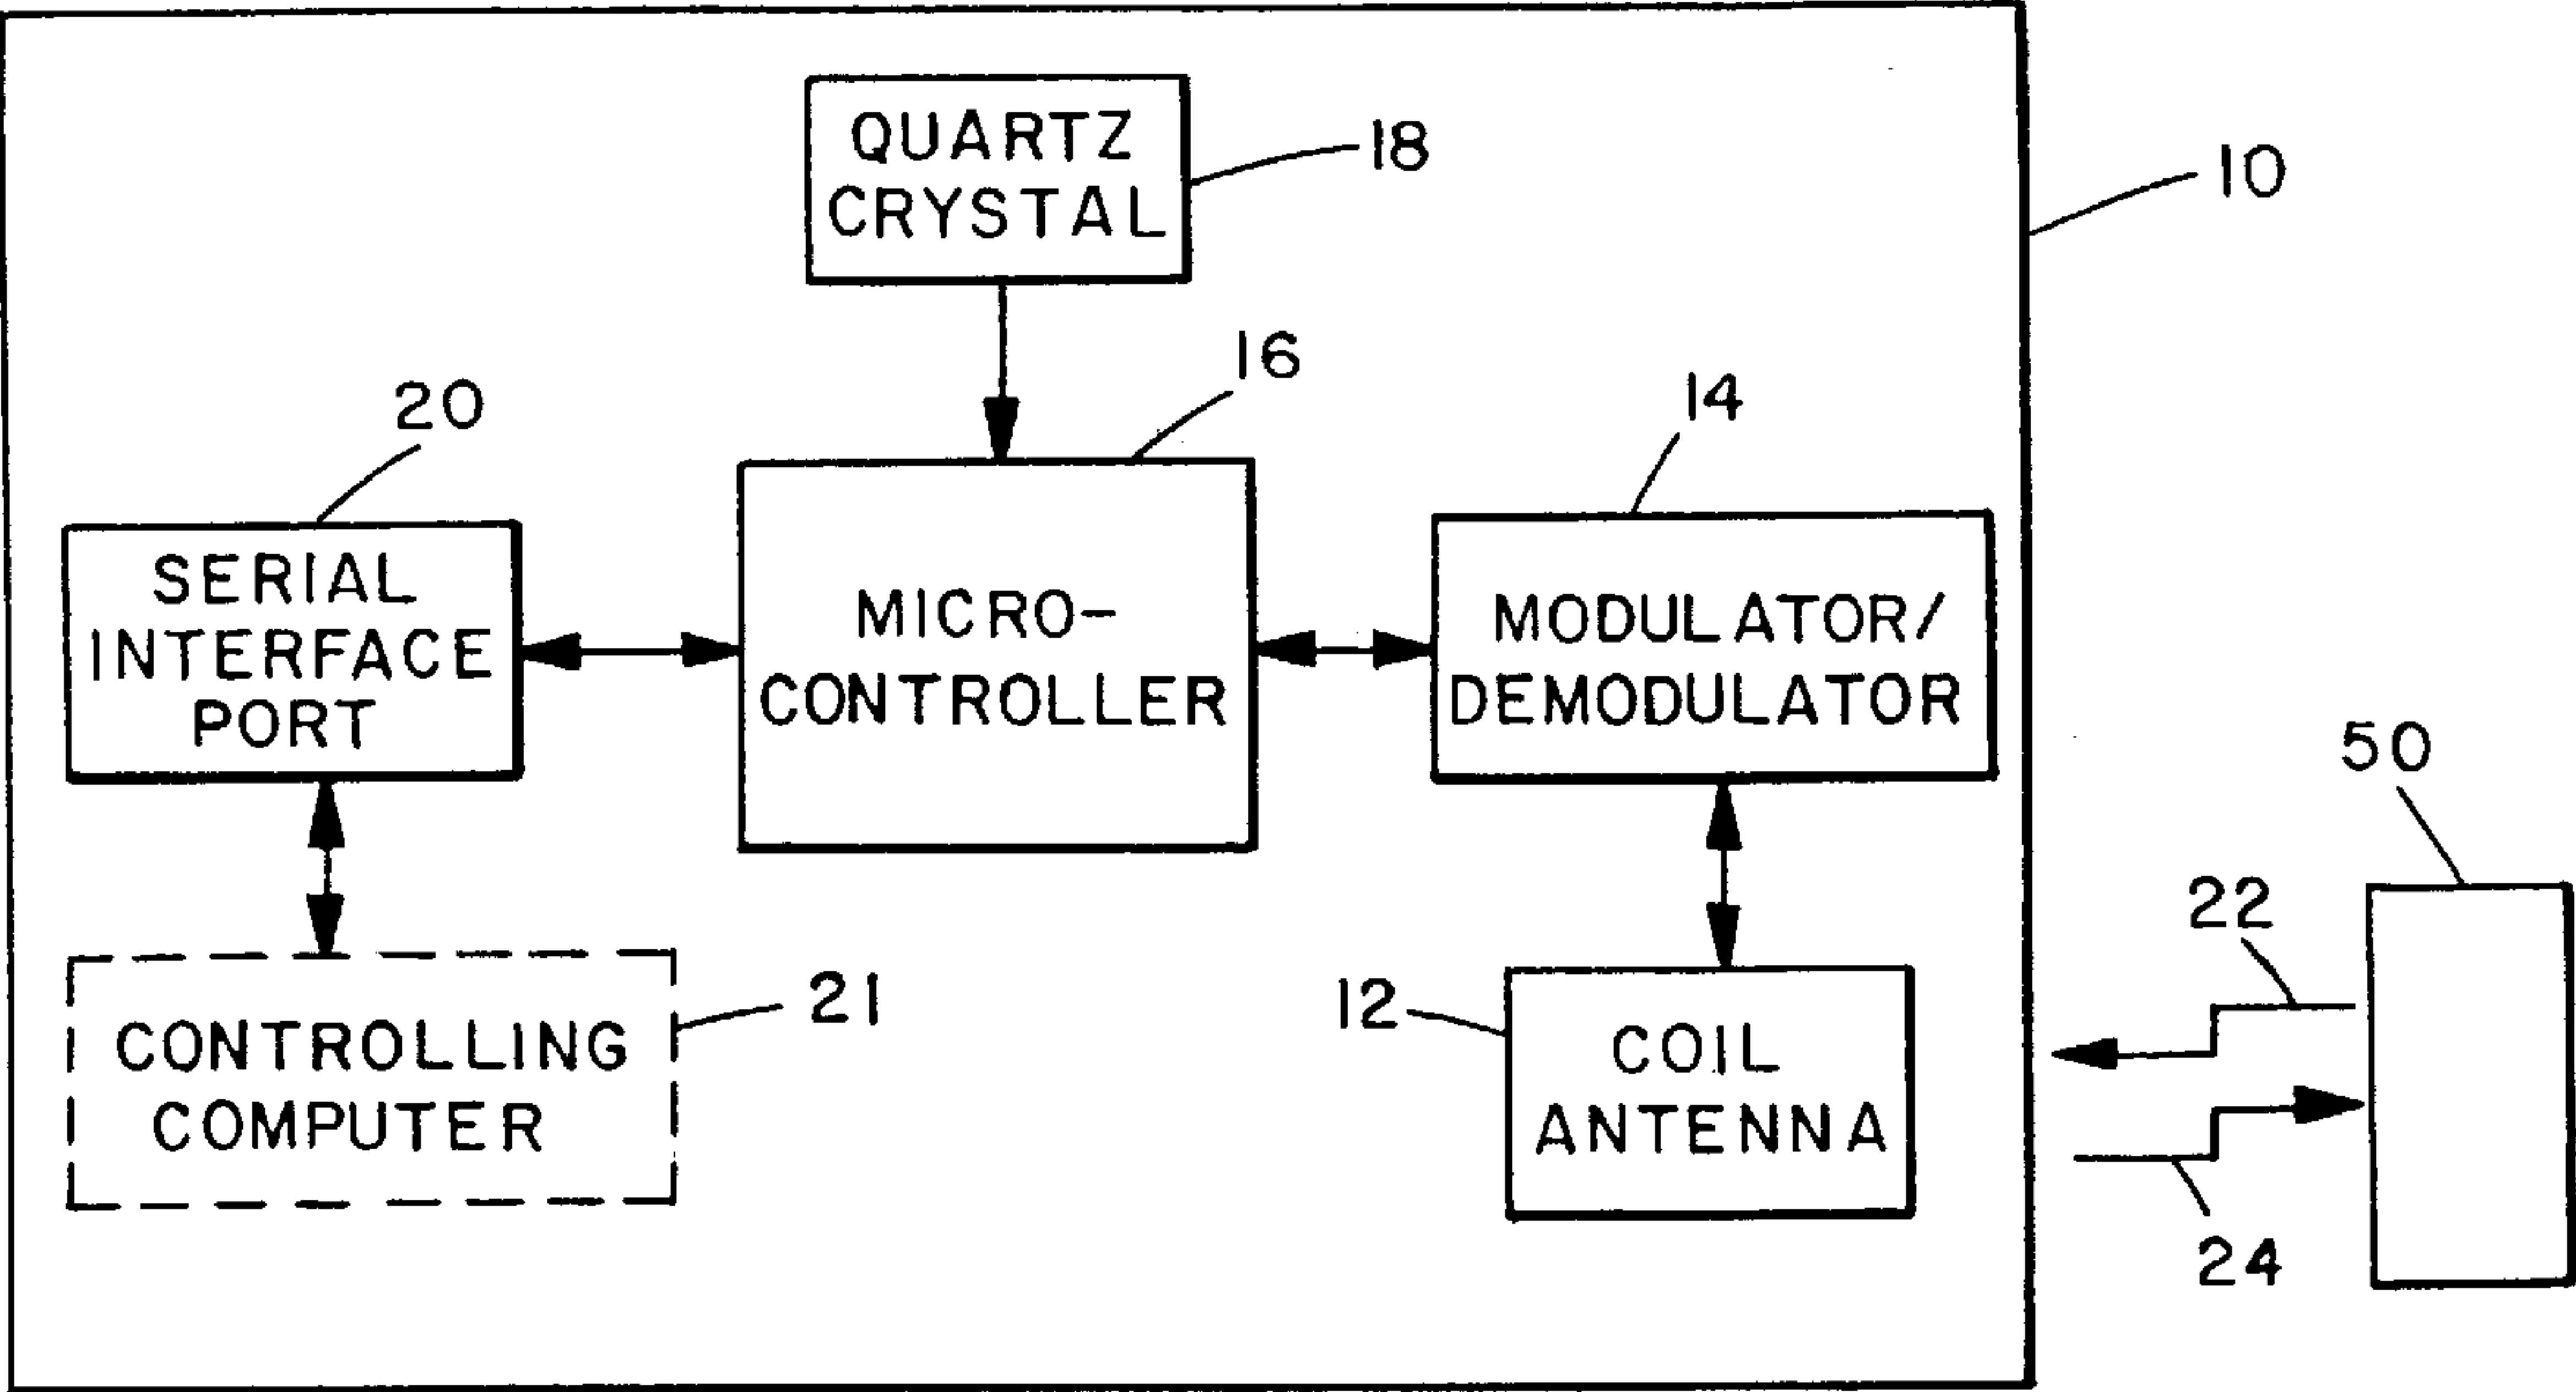 QUARTZ
CRYSTAL
18
10
16
14
20
SERIAL
INTERFACE
PORT
MICRO-
CONTROLLER
MODULATOR/
DEMODULATOR
50
22
21
12
CONTROLLING
COMPUTER
COIL
ANTENNA
24